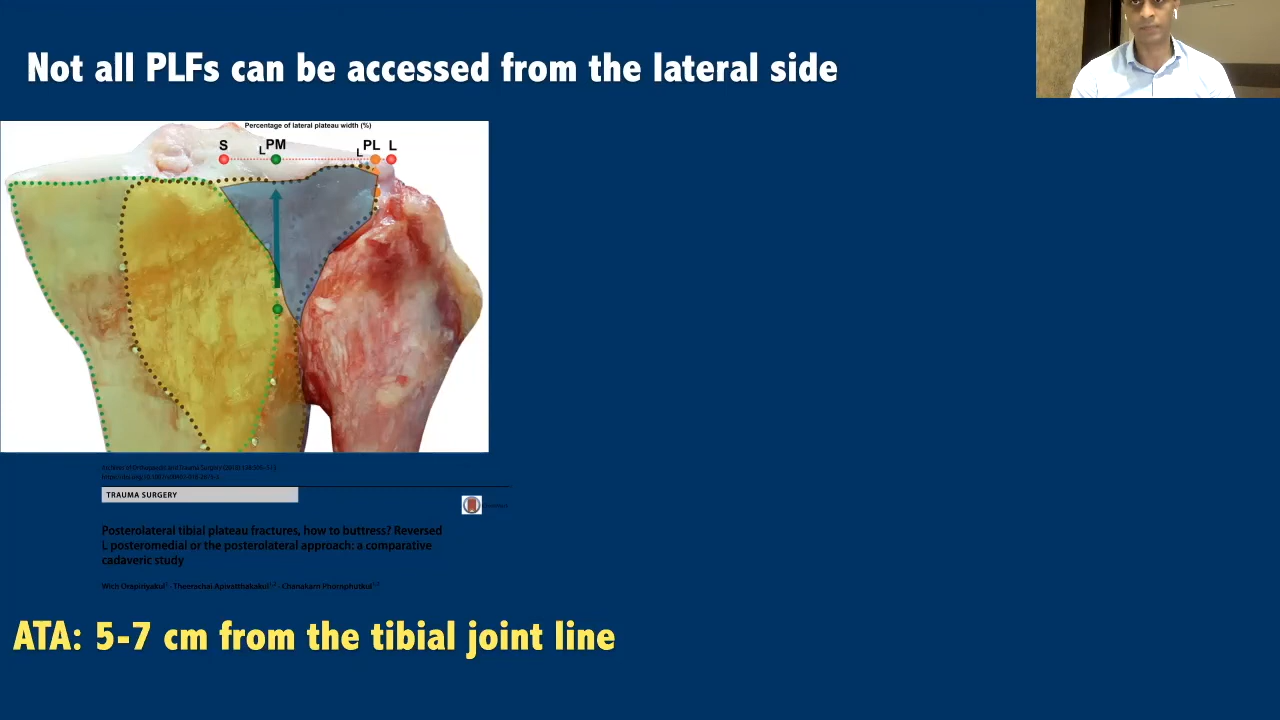 Not all PLFs can be accessed from the lateral side
Percentage of lateral plateau width (%)
S LPM LPL L
TRAUMA SURGERY
Posterolateral tibial plateau fractures, how to buttress? Reversed
L posteromedial or the posterolateral approach: a comparative
cadaveric study
ATA: 5-7 cm from the tibial joint line